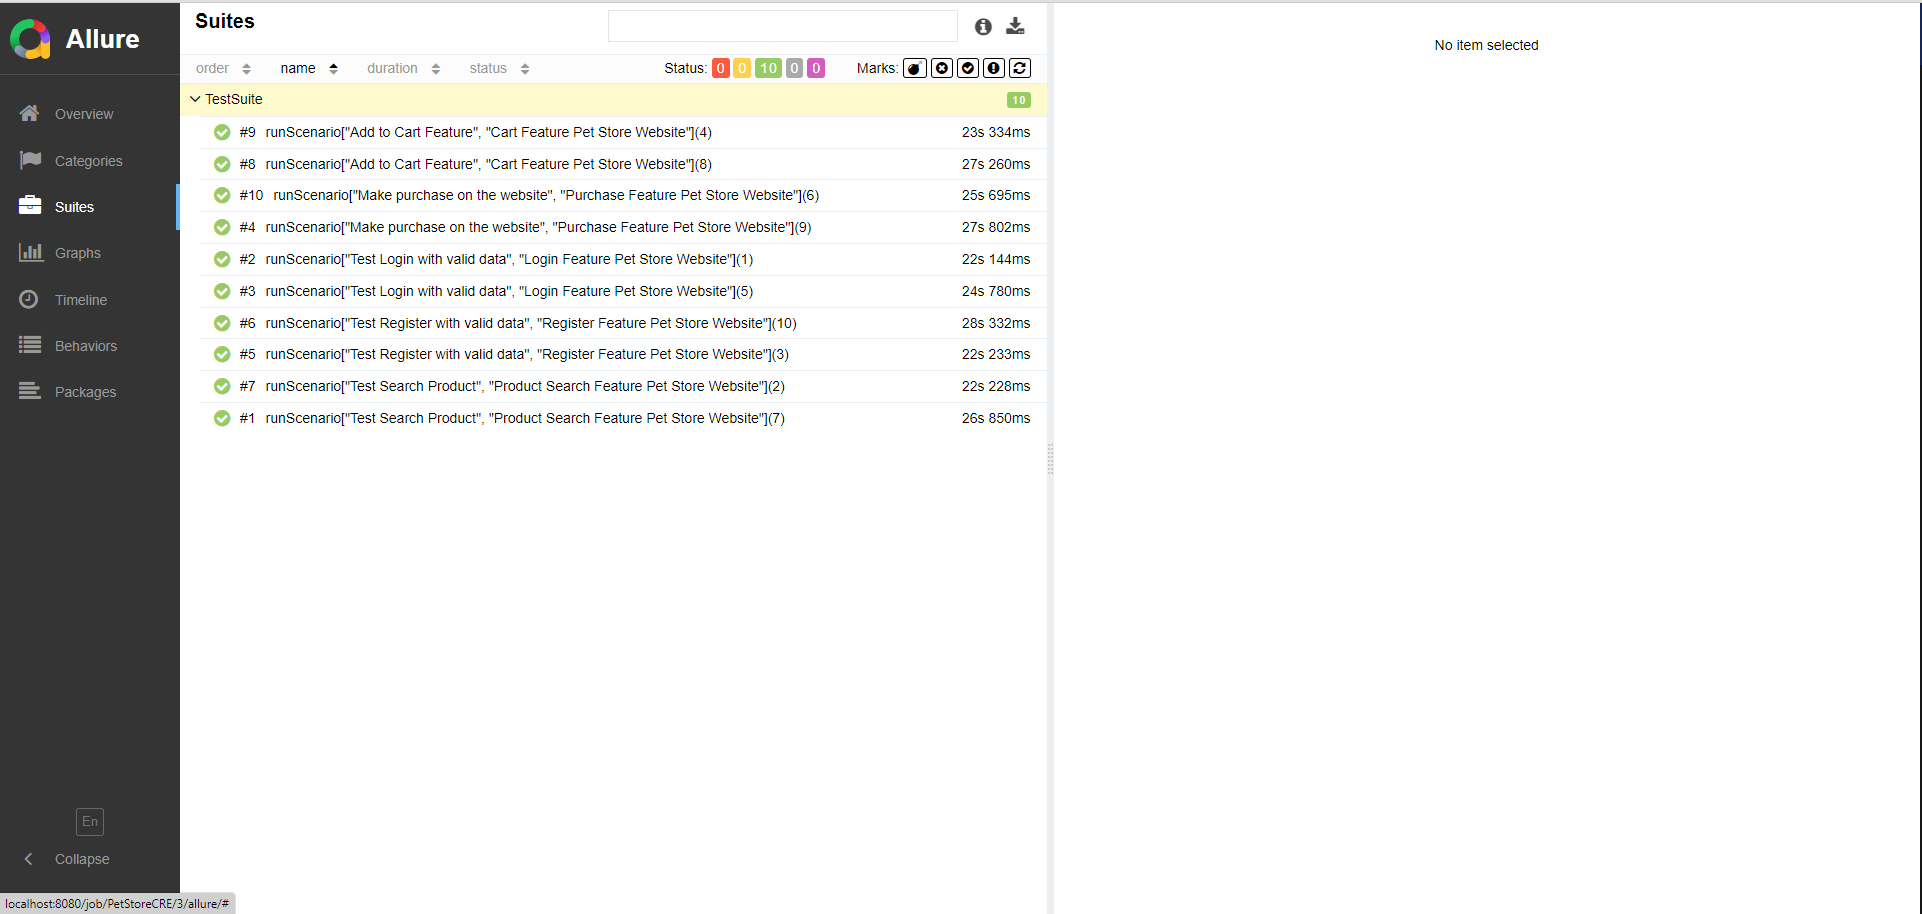 Allure
Overview
Categories
Suites
Graphs
Timeline
Behaviors
Packages
En
Collapse
localhost:8080/job/PetStoreCRE/3/allure/#
Suites
order name duration status Status: 0 0 10 0 0 Marks:
TestSuite 10
#9 runScenario["Add to Cart Feature", "Cart Feature Pet Store Website"](4) 23s 334ms
#8 runScenario["Add to Cart Feature", "Cart Feature Pet Store Website"](8) 27s 260ms
#10 runScenario["Make purchase on the website", "Purchase Feature Pet Store Website"](6) 25s 695ms
#4 runScenario["Make purchase on the website", "Purchase Feature Pet Store Website"](9) 27s 802ms
#2 runScenario["Test Login with valid data", "Login Feature Pet Store Website"](1) 22s 144ms
#3 runScenario["Test Login with valid data", "Login Feature Pet Store Website"](5) 24s 780ms
#6 runScenario["Test Register with valid data", "Register Feature Pet Store Website"](10) 28s 332ms
#5 runScenario["Test Register with valid data", "Register Feature Pet Store Website"](3) 22s 233ms
#7 runScenario["Test Search Product", "Product Search Feature Pet Store Website"](2) 22s 228ms
#1 runScenario["Test Search Product", "Product Search Feature Pet Store Website"](7) 26s 850ms
No item selected